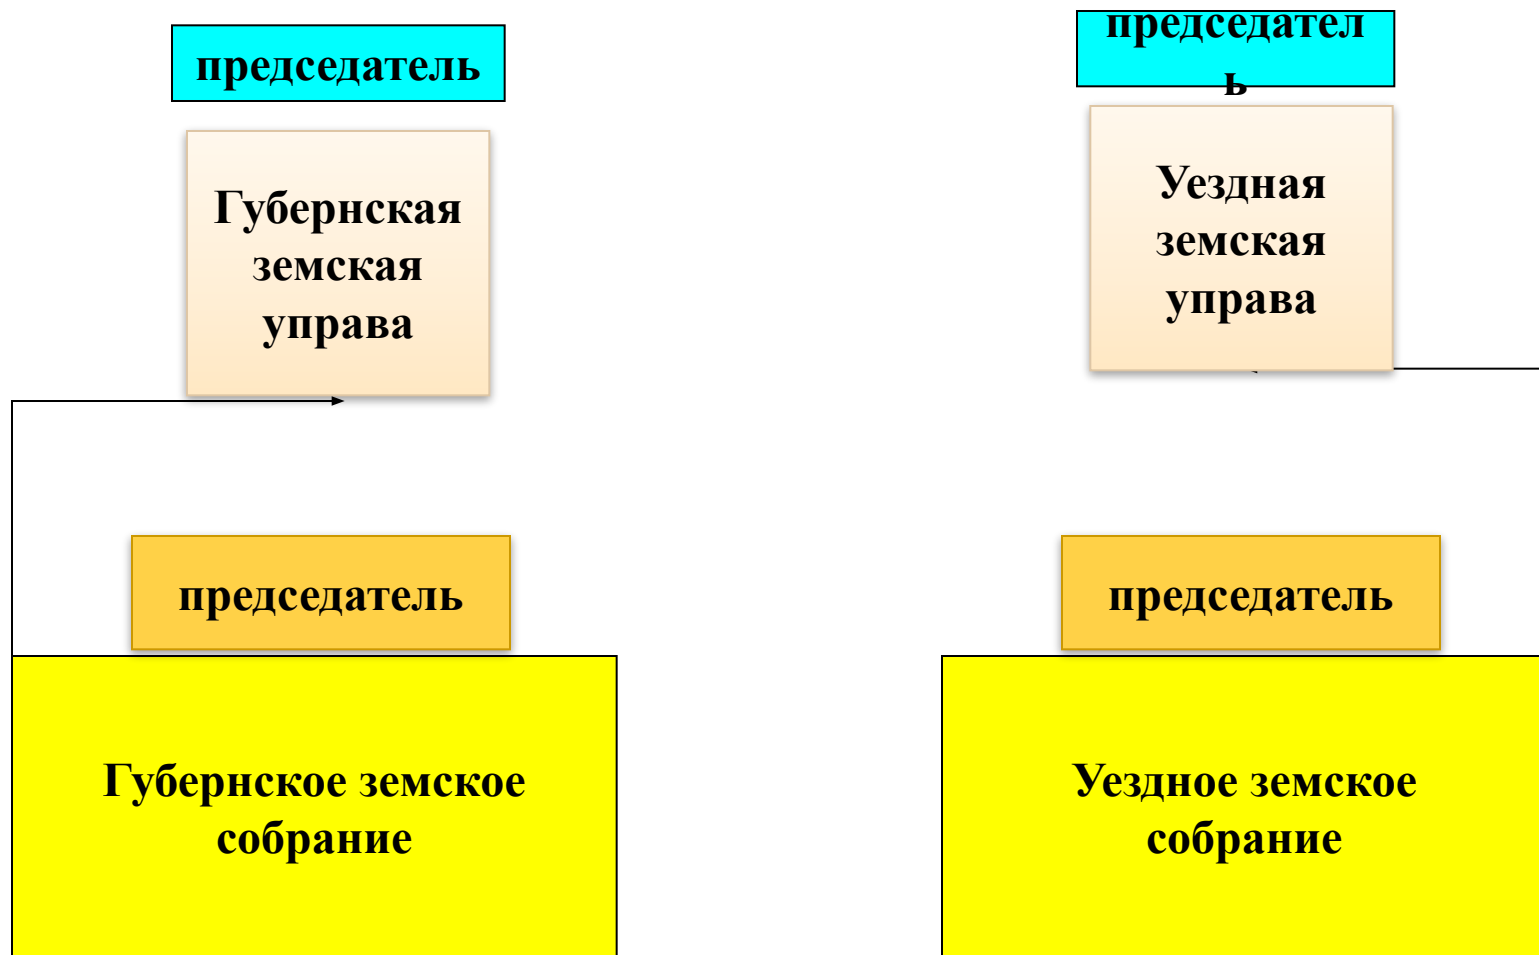 председатель
Губернская
земская
управа
председатель
Губернское земское
собрание
председател
ь
Уездная
земская
управа
председатель
Уездное земское
собрание